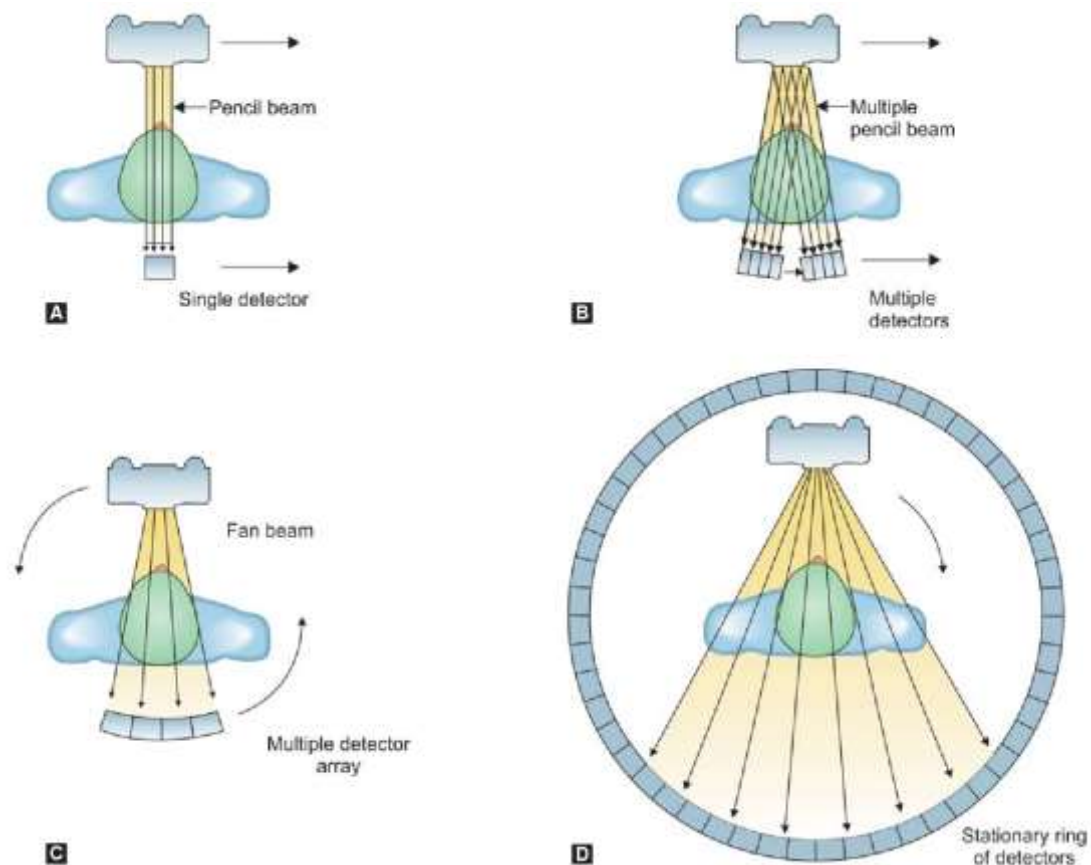 Pencil beam
Single detector
A
Multiple
pencil beam
Multiple
detectors
B
Fan beam
Multiple detector
array
C
Stationary ring
of detectors
D